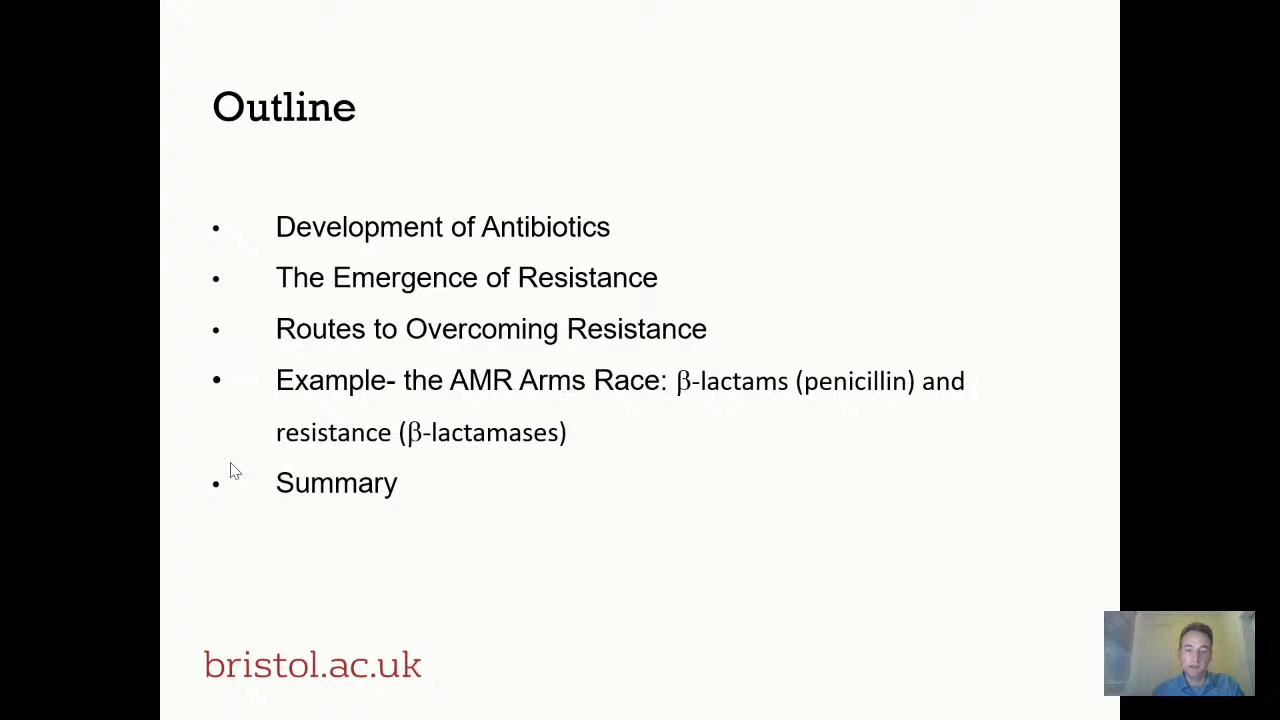 Outline
• Development of Antibiotics
• The Emergence of Resistance
• Routes to Overcoming Resistance
• Example- the AMR Arms Race: β-lactams (penicillin) and
resistance (β-lactamases)
• Summary
bristol.ac.uk